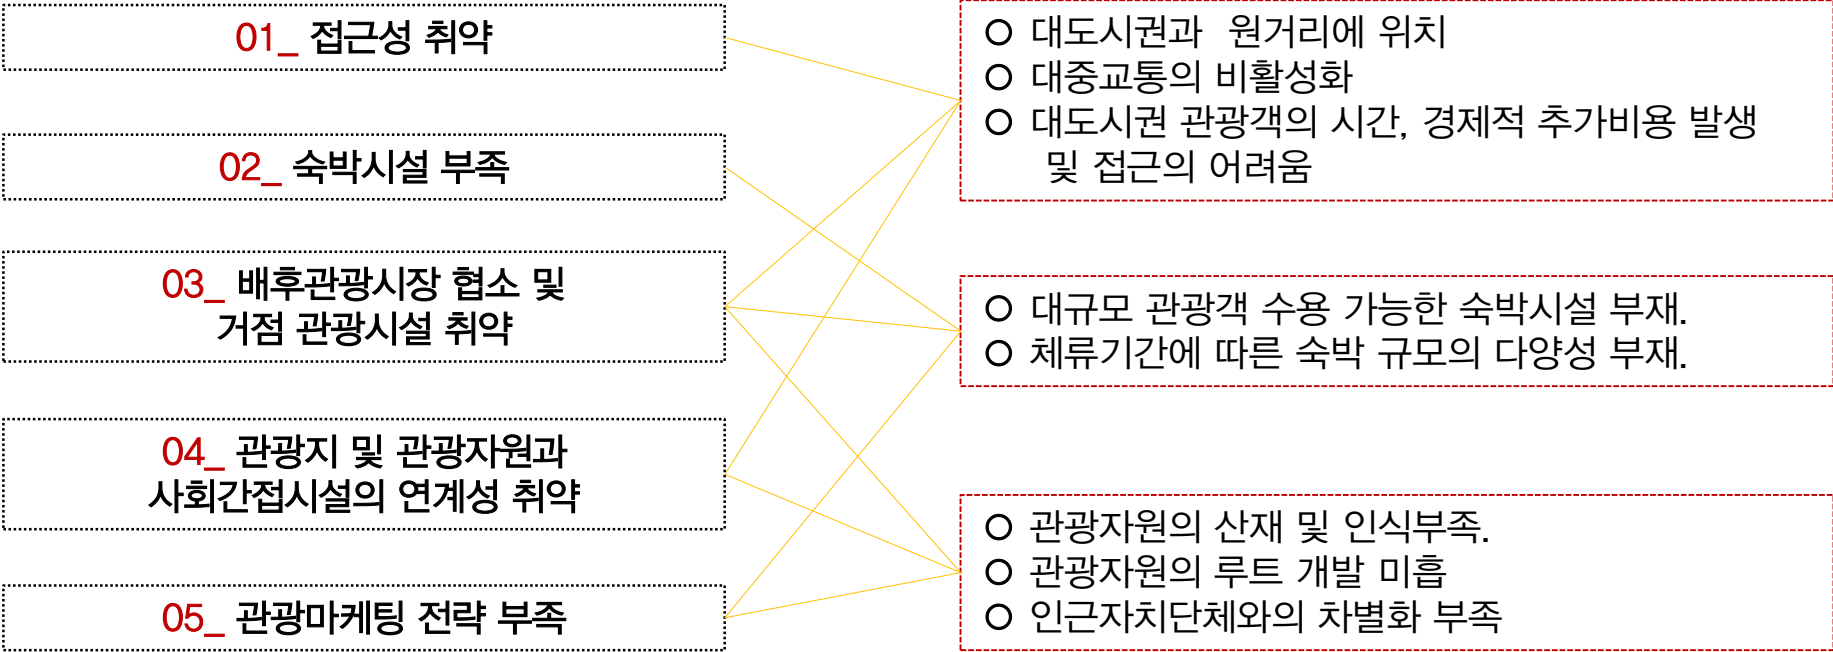 01_ 접근성 취약
02_ 숙박시설 부족
03_ 배후관광시장 협소 및
거점 관광시설 취약
04_ 관광지 및 관광자원과
사회간접시설의 연계성 취약
05_ 관광마케팅 전략 부족
○ 대도시권과 원거리에 위치
○ 대중교통의 비활성화
○ 대도시권 관광객의 시간, 경제적 추가비용 발생
및 접근의 어려움
○ 대규모 관광객 수용 가능한 숙박시설 부재.
○ 체류기간에 따른 숙박 규모의 다양성 부재.
○ 관광자원의 산재 및 인식부족.
○ 관광자원의 루트 개발 미흡
○ 인근자치단체와의 차별화 부족